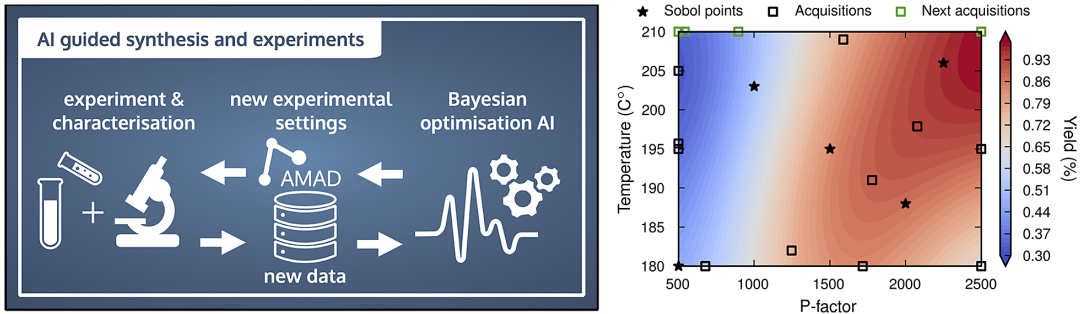 AI guided synthesis and experiments
experiment &
characterisation
new experimental
settings
Bayesian
optimisation AI
AMAD
new data
Sobol points
Acquisitions
Next acquisitions
210
205
200
195
190
185
180
Temperature (C°)
500
1000
1500
2000
2500
P-factor
0.93
0.86
0.79
0.72
0.65
0.58
0.51
0.44
0.37
0.30
Yield (%)